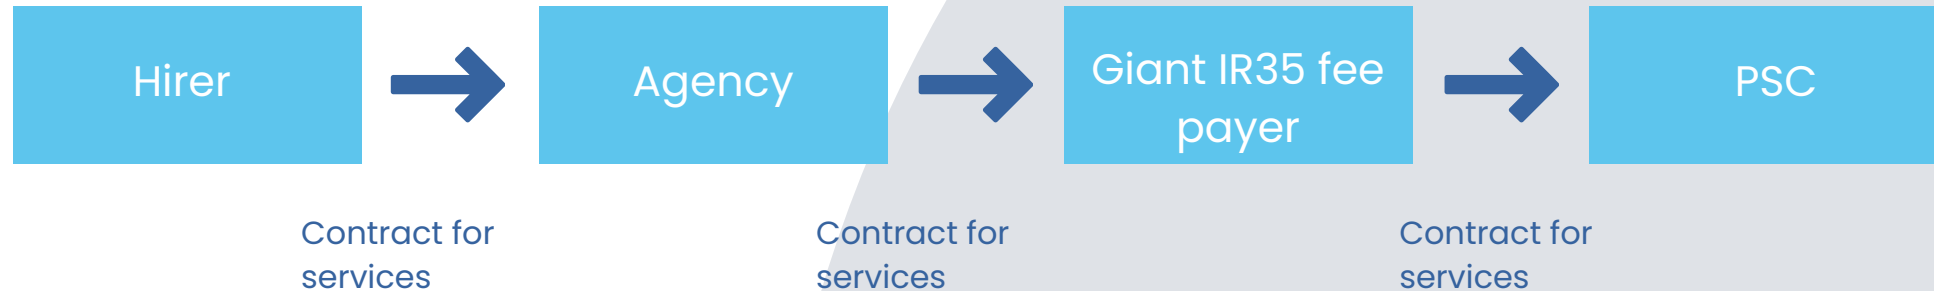 Hirer
Agency
Giant IR35 fee
payer
PSC
Contract for
services
Contract for
services
Contract for
services